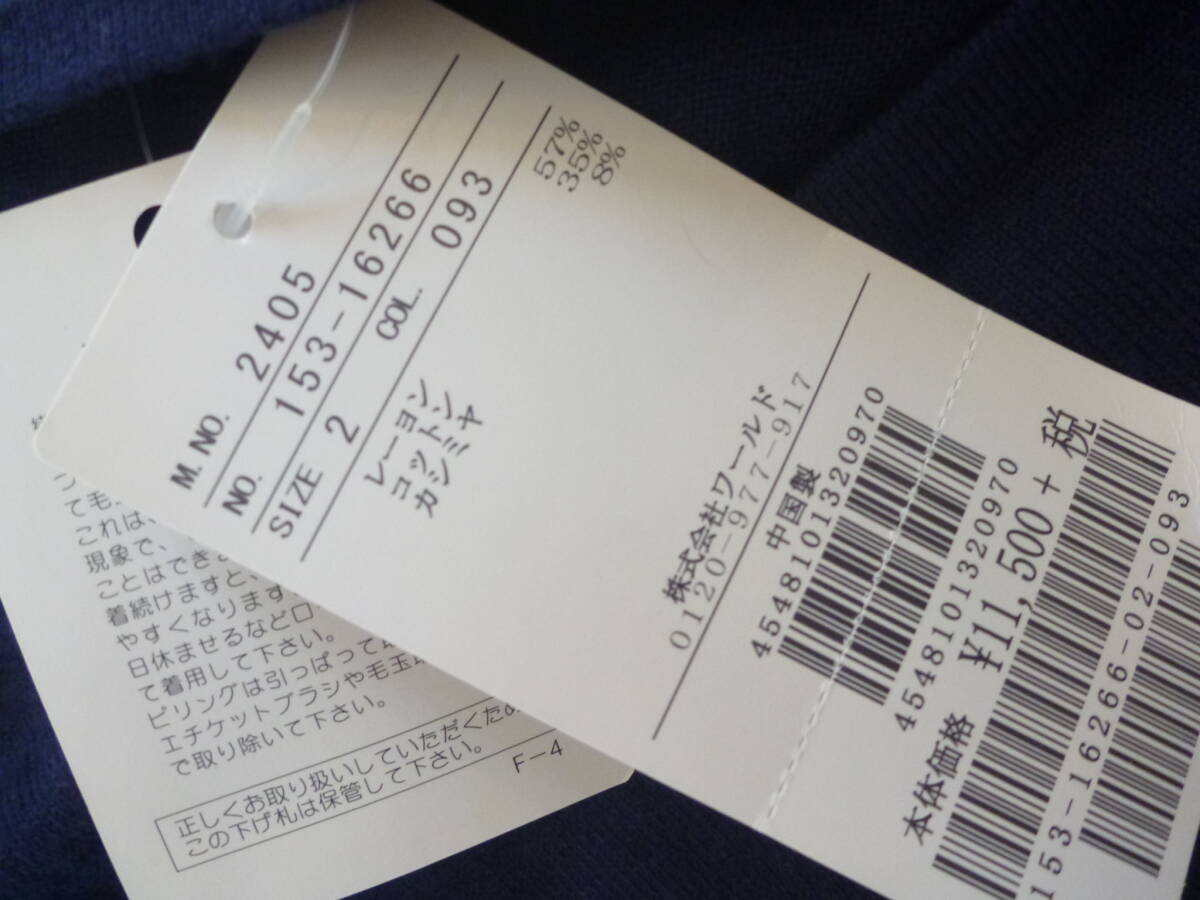 M. NO. 2405
NO. 153-16266
SIZE 2 COL. 093
レーヨン 57%
コットン 35%
カシミヤ 8%
株式会社ワールド
0120-977-917
中国製
4548101320970
4548101320970
本体価格 ¥11,500 + 税
153-16266-02-093
て毛
これは、
現象で、
ことはでき
着続けますと、
やすくなります
日休ませるなど
て着用して下さい。
ピリングは引っぱって
エチケットブラシや毛玉
で取り除いて下さい。
正しくお取り扱いしていただくため
この下げ札は保管して下さい。
F-4